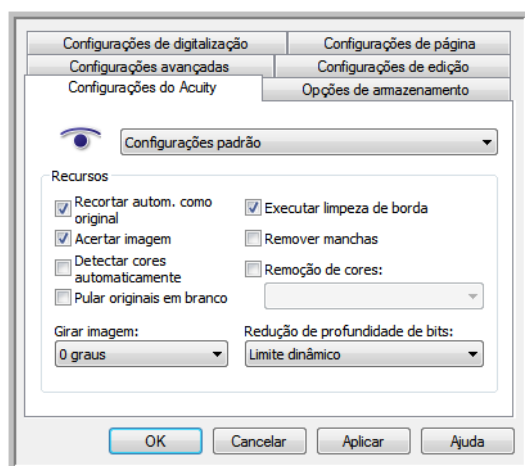 Configurações de digitalização
Configurações de página
Configurações avançadas
Configurações de edição
Configurações do Acuity
Opções de armazenamento
Configurações padrão
Recursos
Recortar autom. como
original
Executar limpeza de borda
Acertar imagem
Remover manchas
Detectar cores
automaticamente
Remoção de cores:
Pular originais em branco
Girar imagem:
Redução de profundidade de bits:
0 graus
Limite dinâmico
OK
Cancelar
Aplicar
Ajuda